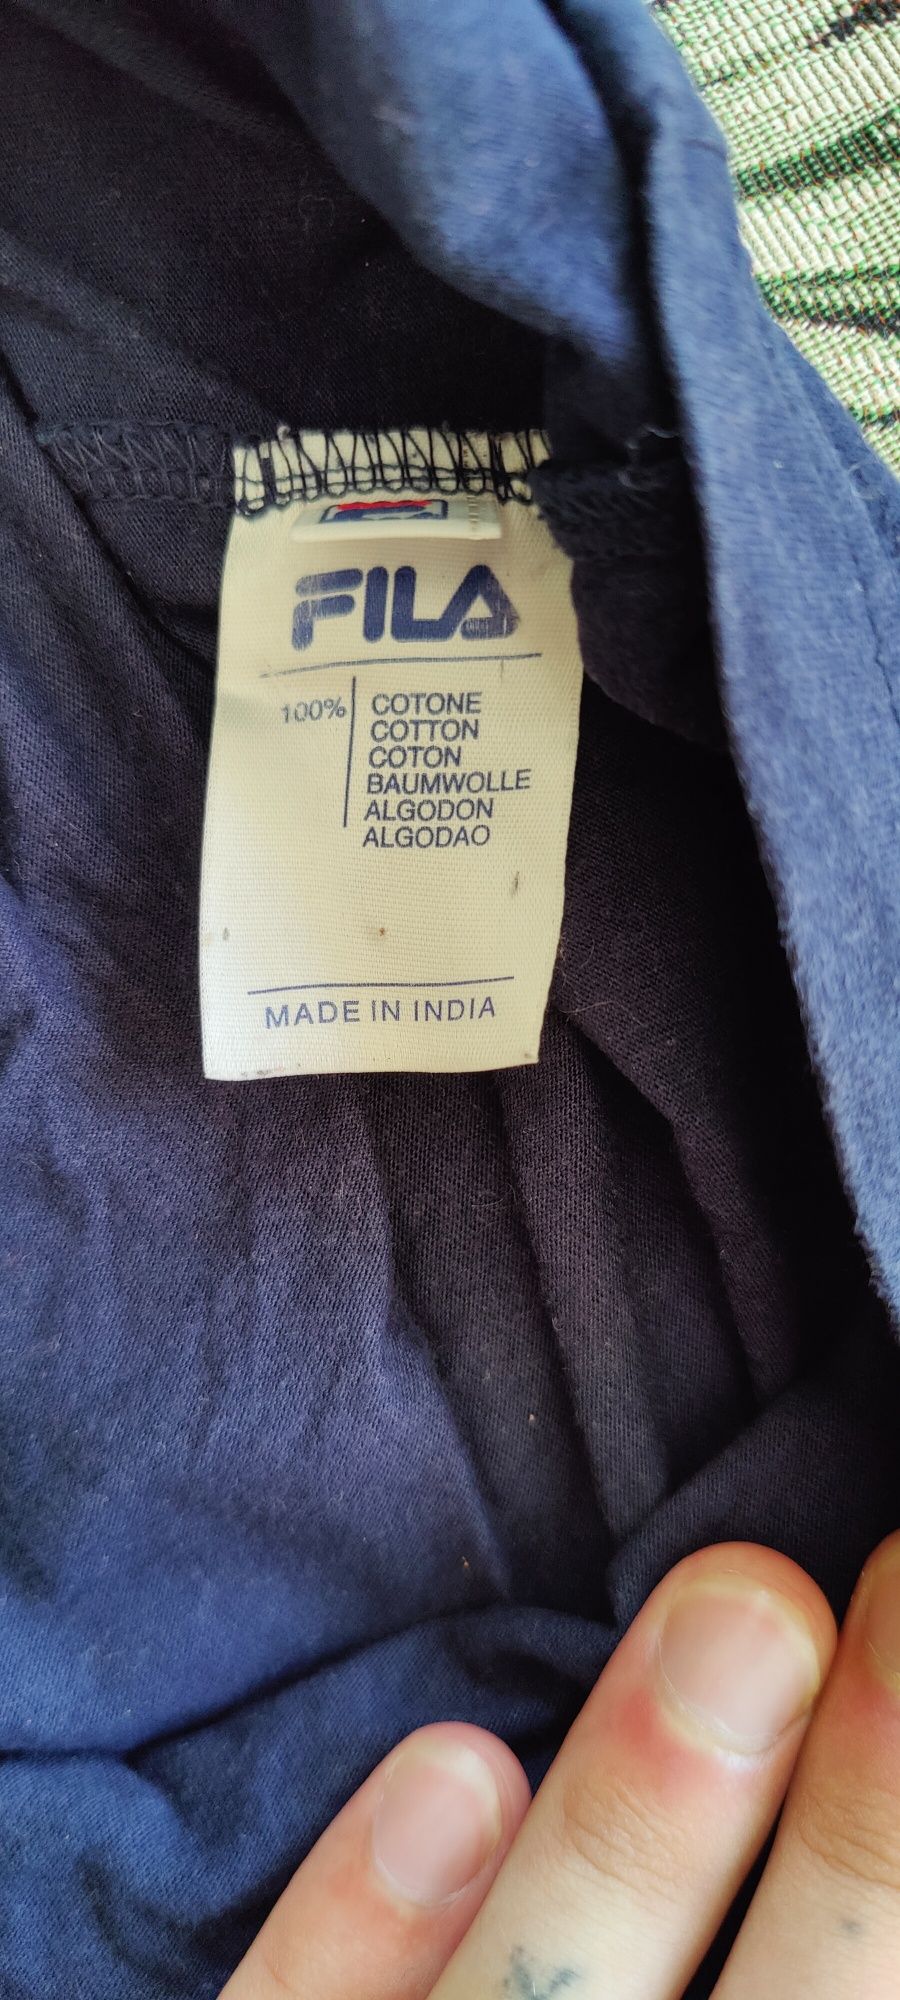 FILA
100% COTONE
COTTON
COTON
BAUMWOLLE
ALGODON
ALGODAO
MADE IN INDIA